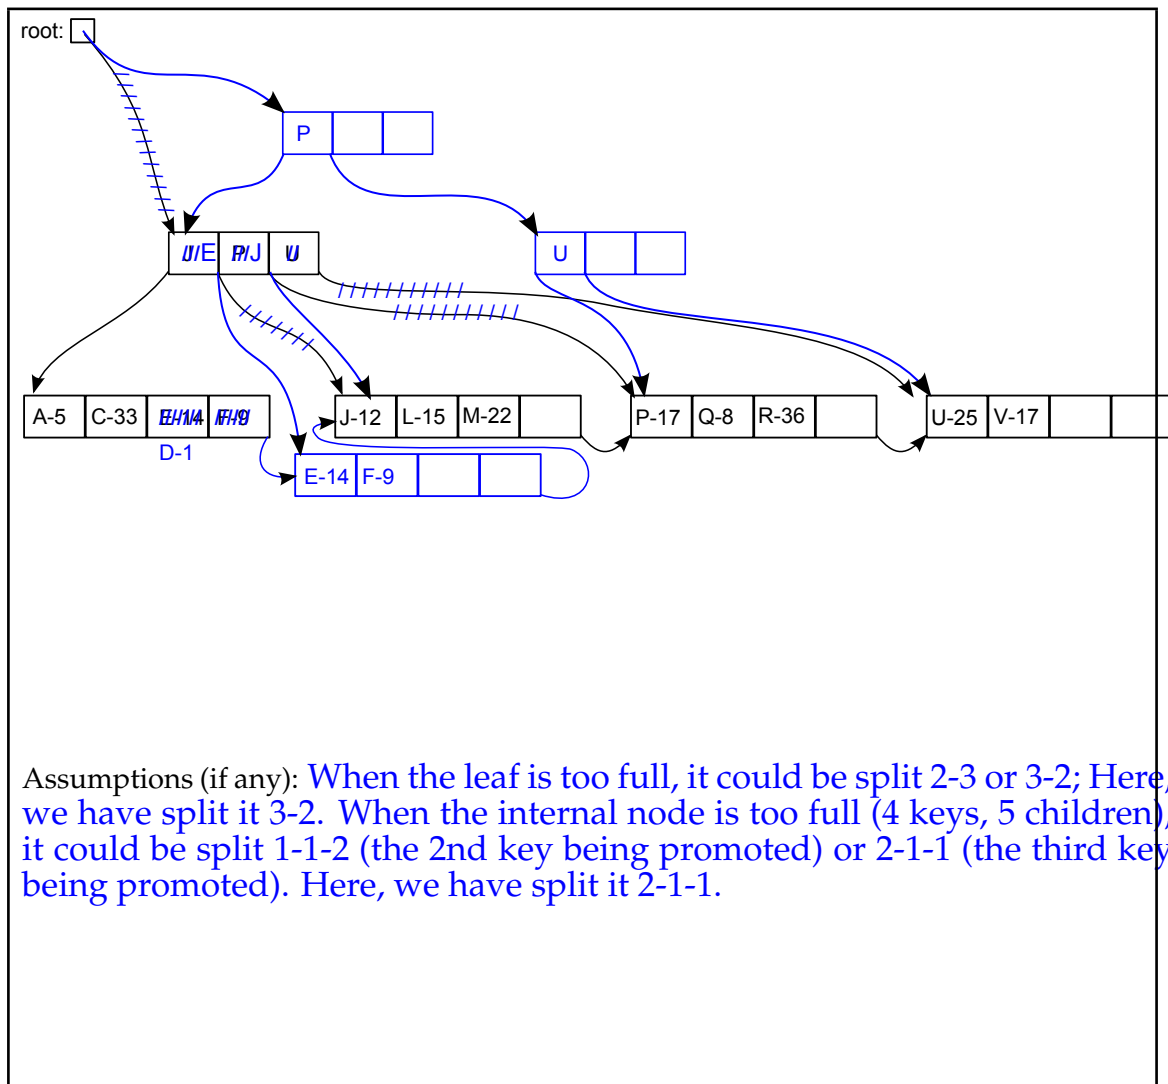 root:
P
J E P J U
U
A-5 C-33 E-14 F-9
D-1
J-12 L-15 M-22
P-17 Q-8 R-36
U-25 V-17
E-14 F-9
Assumptions (if any): When the leaf is too full, it could be split 2-3 or 3-2; Here,
we have split it 3-2. When the internal node is too full (4 keys, 5 children),
it could be split 1-1-2 (the 2nd key being promoted) or 2-1-1 (the third key
being promoted). Here, we have split it 2-1-1.